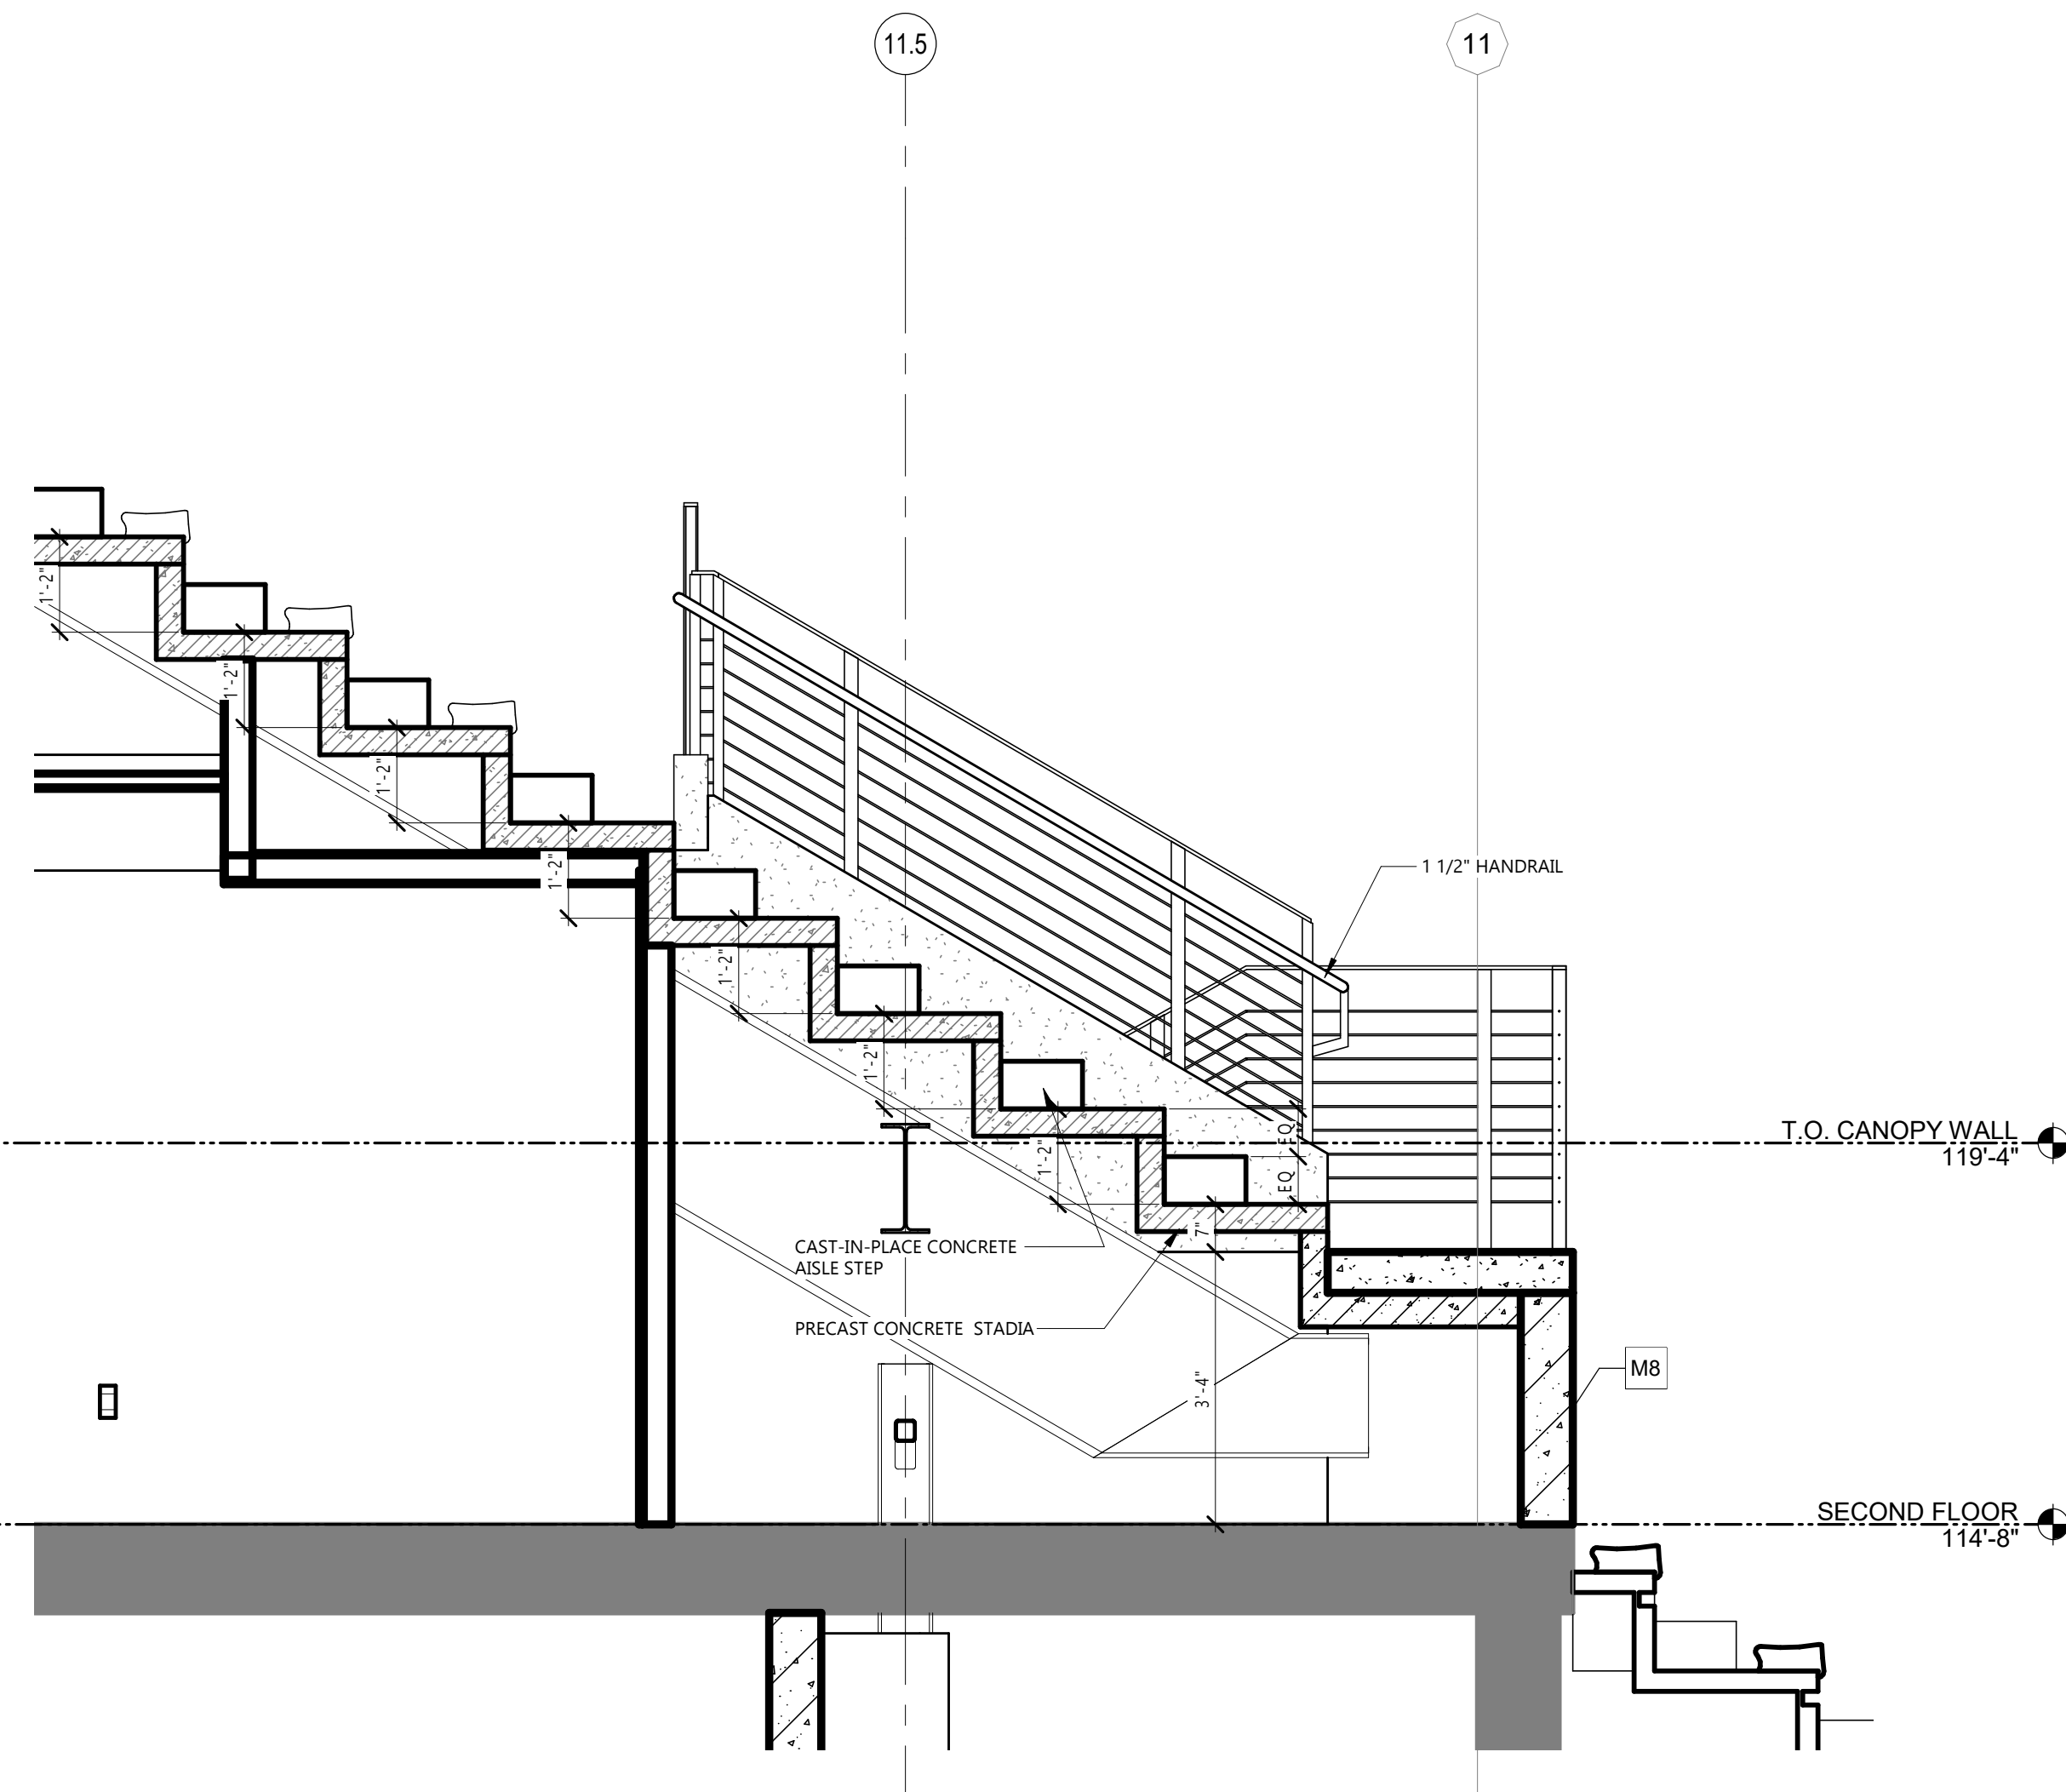 11.5
11
1'-2"
1'-2"
1'-2"
1'-2"
1 1/2" HANDRAIL
1'-2"
1'-2"
1'-2"
EQ
EQ
T.O. CANOPY WALL
119'-4"
7"
CAST-IN-PLACE CONCRETE
AISLE STEP
PRECAST CONCRETE STADIA
M8
3'-4"
SECOND FLOOR
114'-8"